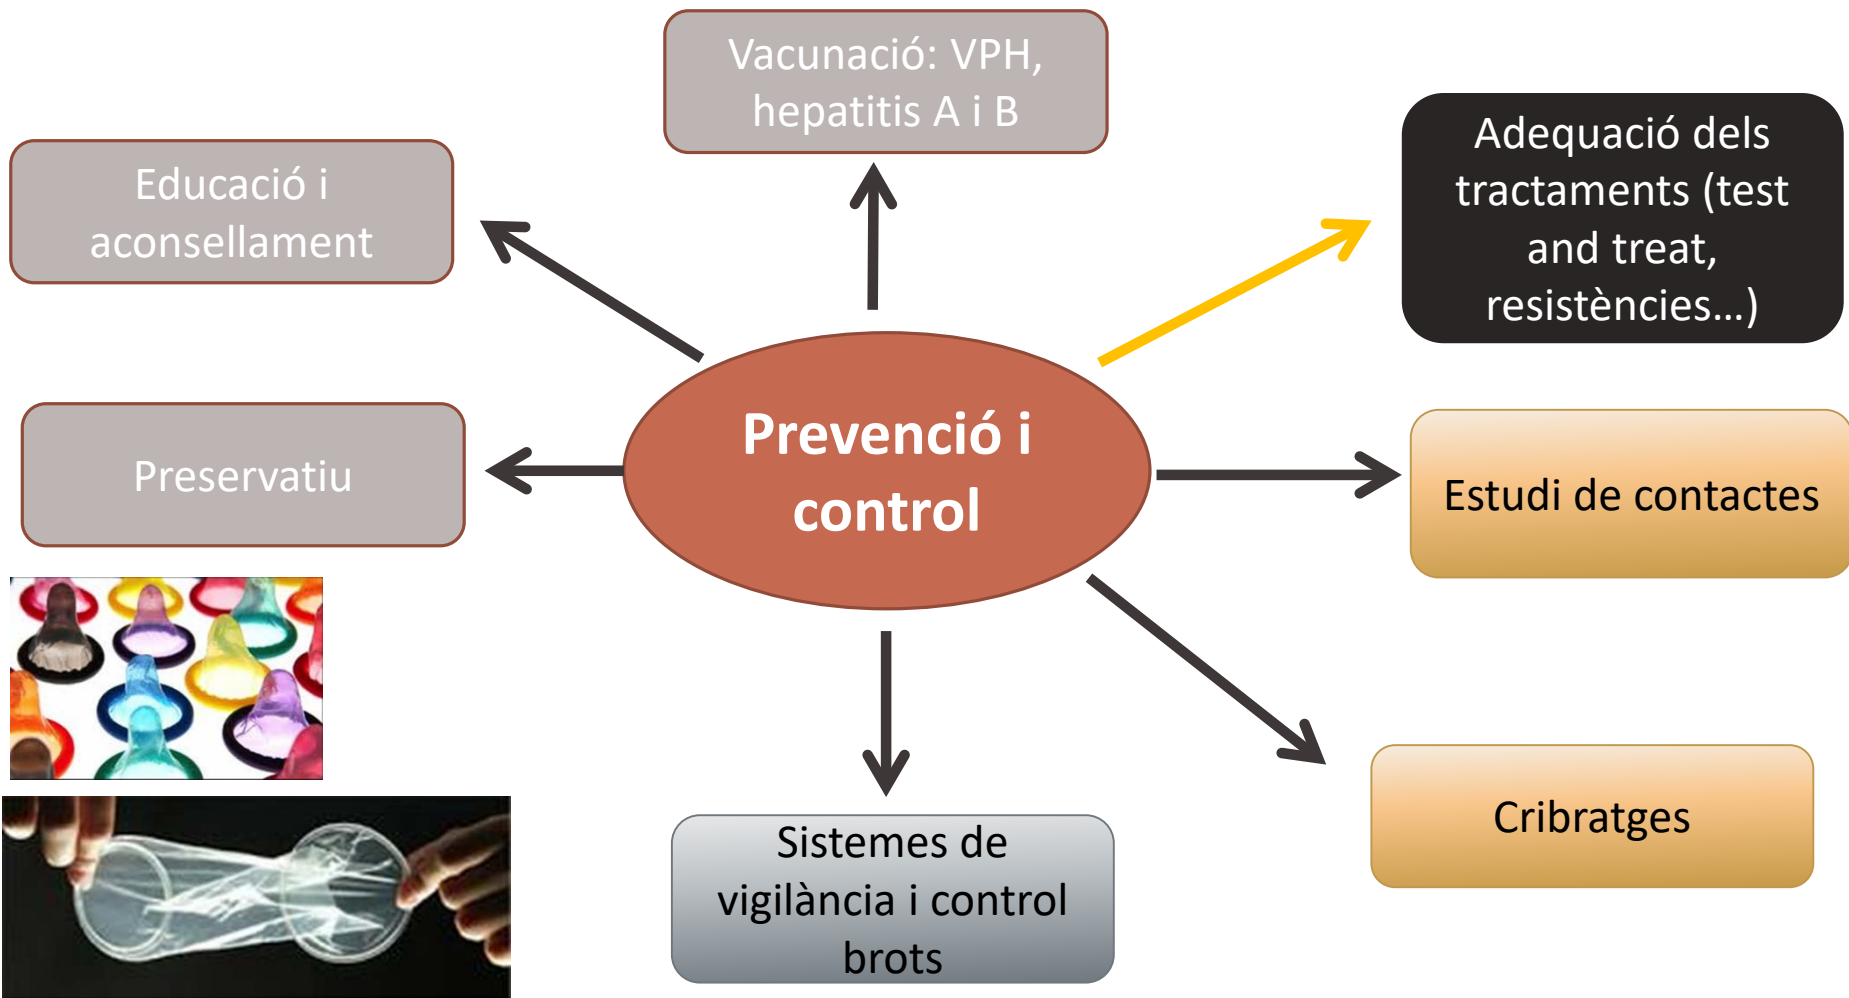 Vacunació: VPH,
hepatitis A i B
Educació i
aconsellament
Adequació dels
tractaments (test
and treat,
resistències...)
Preservatiu
Prevenció i
control
Estudi de contactes
Sistemes de
vigilància i control
brots
Cribratges